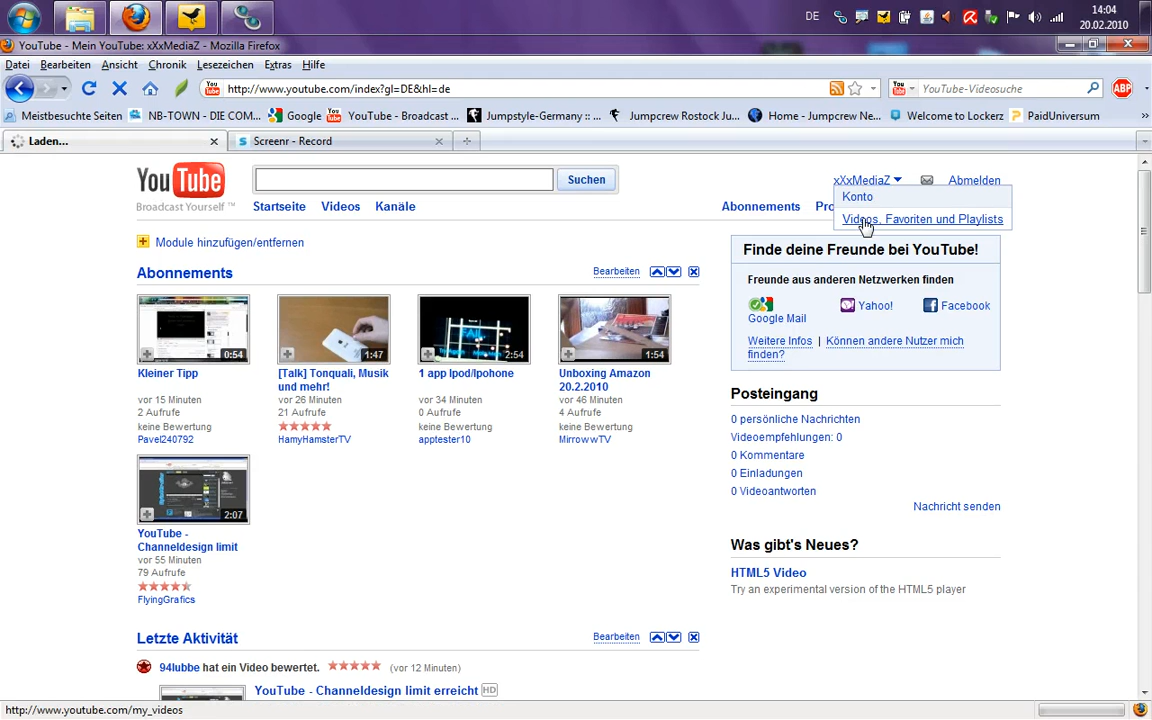 DE
14:04
20.02.2010
YouTube - Mein YouTube: xXxMediaZ - Mozilla Firefox
Datei Bearbeiten Ansicht Chronik Lesezeichen Extras Hilfe
http://www.youtube.com/index?gl=DE&hl=de
YouTube-Videosuche
ABP
Meistbesuchte Seiten NB-TOWN - DIE COM... Google YouTube - Broadcast ... Jumpstyle-Germany :: ... Jumpcrew Rostock Ju... Home - Jumpcrew Ne... Welcome to Lockerz PaidUniversum
Laden... Screenr - Record
YouTube
Broadcast Yourself ™
Suchen
xXxMediaZ Abmelden
Konto
Videos, Favoriten und Playlists
Startseite Videos Kanäle Abonnements
Module hinzufügen/entfernen
Abonnements Bearbeiten
0:54 1:47 2:54 1:54
Kleiner Tipp
vor 15 Minuten
2 Aufrufe
keine Bewertung
Pavel240792
[Talk] Tonquali, Musik
und mehr!
vor 26 Minuten
21 Aufrufe
HamyHamsterTV
1 app Ipod/Iphone
vor 34 Minuten
0 Aufrufe
keine Bewertung
apptester10
Unboxing Amazon
20.2.2010
vor 46 Minuten
4 Aufrufe
keine Bewertung
MirrowwTV
2:07
YouTube -
Channeldesign limit
vor 55 Minuten
79 Aufrufe
FlyingGrafics
Letzte Aktivität Bearbeiten
94lubbe hat ein Video bewertet. (vor 12 Minuten)
YouTube - Channeldesign limit erreicht HD
Finde deine Freunde bei YouTube!
Freunde aus anderen Netzwerken finden
Google Mail
Yahoo!
Facebook
Weitere Infos | Können andere Nutzer mich
finden?
Posteingang
0 persönliche Nachrichten
Videoempfehlungen: 0
0 Kommentare
0 Einladungen
0 Videoantworten
Nachricht senden
Was gibt's Neues?
HTML5 Video
Try an experimental version of the HTML5 player
http://www.youtube.com/my_videos